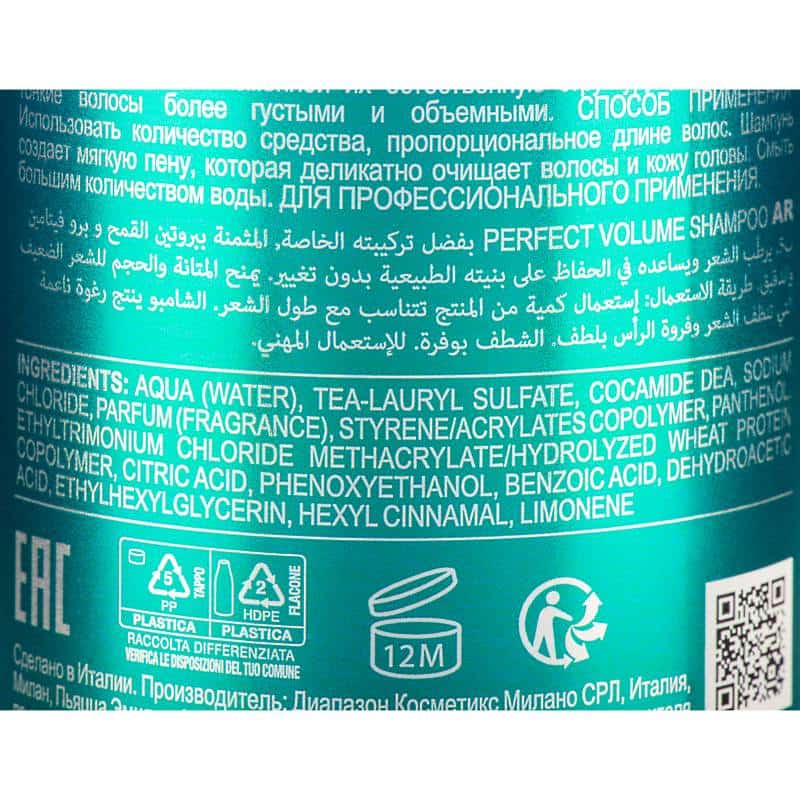 их естественную
тонкие волосы более густыми и объемными. СПОСОБ ПРИМЕНЕНИЯ
Использовать количество средства, пропорциональное длине волос. Шампунь
создает мягкую пену, которая деликатно очищает волосы и кожу головы. Смыть
большим количеством воды. ДЛЯ ПРОФЕССИОНАЛЬНОГО ПРИМЕНЕНИЯ.
AR PERFECT VOLUME SHAMPOO بفضل تركيبته الخاصة, المثمنة ببروتين القمح و برو فيتامين
يرطّب الشعر ويساعده في الحفاظ على بنيته الطبيعية بدون تغيير. يمنح المتانة والحجم للشعر الضعيف
طريقة الاستعمال: إستعمال كمية من المنتج تتناسب مع طول الشعر. الشامبو ينتج رغوة ناعمة
تنظف الشعر وفروة الرأس بلطف. الشطف بوفرة. للإستعمال المهني.
INGREDIENTS: AQUA (WATER), TEA-LAURYL SULFATE, COCAMIDE DEA, SODIUM
CHLORIDE, PARFUM (FRAGRANCE), STYRENE/ACRYLATES COPOLYMER, PANTHENOL
ETHYLTRIMONIUM CHLORIDE METHACRYLATE/HYDROLYZED WHEAT PROTEIN
COPOLYMER, CITRIC ACID, PHENOXYETHANOL, BENZOIC ACID, DEHYDROACETIC
ACID, ETHYLHEXYLGLYCERIN, HEXYL CINNAMAL, LIMONENE
EAC
5
PP
TAPPO
PLASTICA
2
HDPE
FLACONE
PLASTICA
RACCOLTA DIFFERENZIATA
VERIFICA LE DISPOSIZIONI DEL TUO COMUNE
12M
Сделано в Италии. Производитель: Диапазон Косметикс Милано СРЛ, Италия,
Милан, Пьяцца